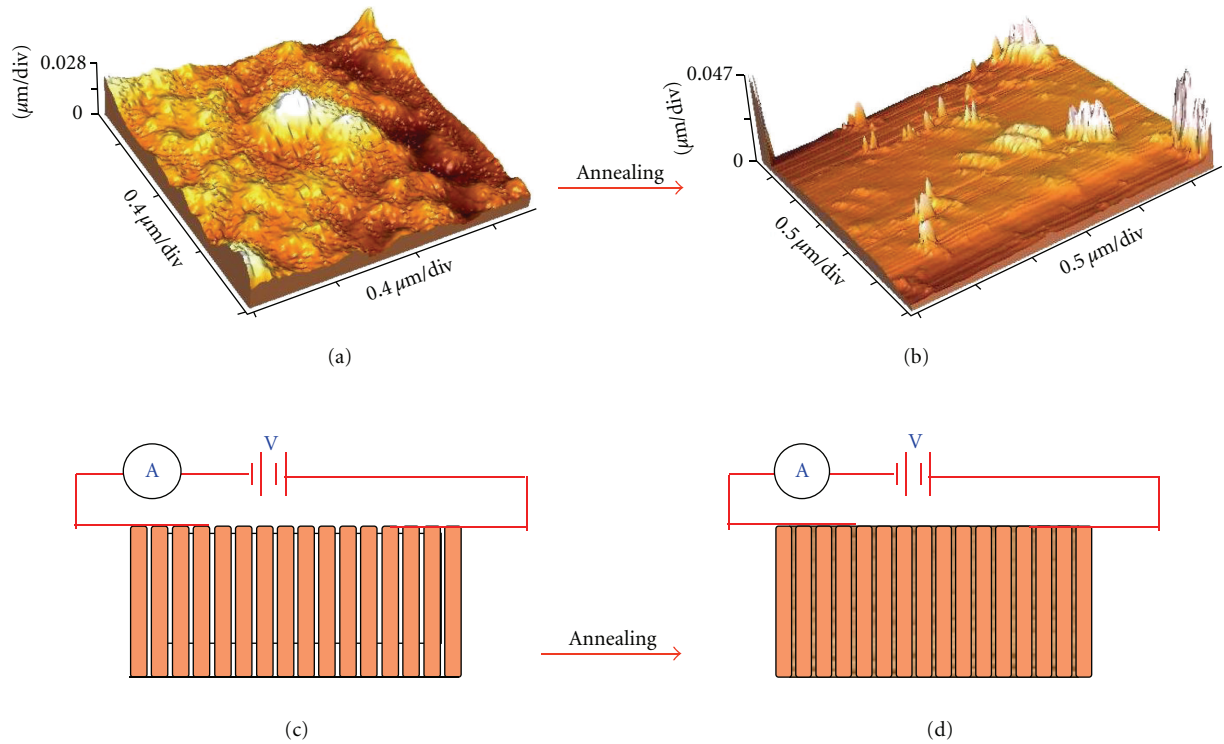 (μm/div)
0.028
0
0.4 μm/div
0.4 μm/div
(a)
Annealing
(μm/div)
0.047
0
0.5 μm/div
0.5 μm/div
(b)
A
V
(c)
Annealing
A
V
(d)